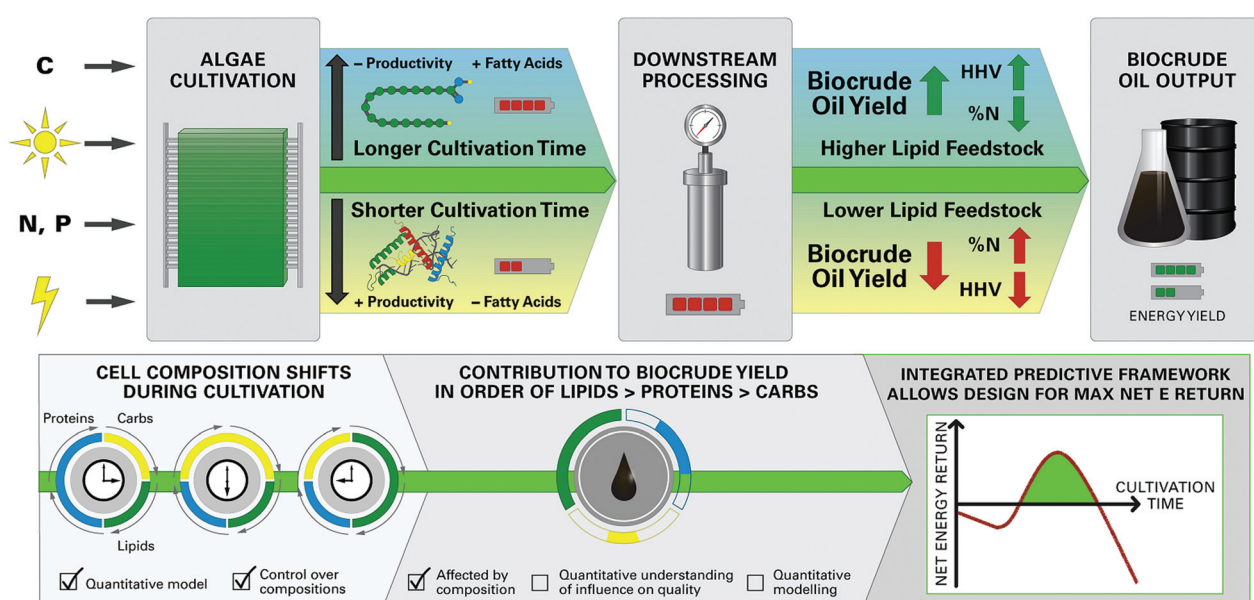 C
N, P
ALGAE
CULTIVATION
– Productivity
+ Fatty Acids
Longer Cultivation Time
Shorter Cultivation Time
+ Productivity
– Fatty Acids
DOWNSTREAM
PROCESSING
Biocrude
Oil Yield
HHV
%N
Higher Lipid Feedstock
Lower Lipid Feedstock
Biocrude
Oil Yield
%N
HHV
BIOCRUDE
OIL OUTPUT
ENERGY YIELD
CELL COMPOSITION SHIFTS
DURING CULTIVATION
Proteins
Carbs
Lipids
Quantitative model
Control over
compositions
CONTRIBUTION TO BIOCRUDE YIELD
IN ORDER OF LIPIDS > PROTEINS > CARBS
Affected by
composition
Quantitative understanding
of influence on quality
Quantitative
modelling
INTEGRATED PREDICTIVE FRAMEWORK
ALLOWS DESIGN FOR MAX NET E RETURN
NET ENERGY RETURN
CULTIVATION
TIME